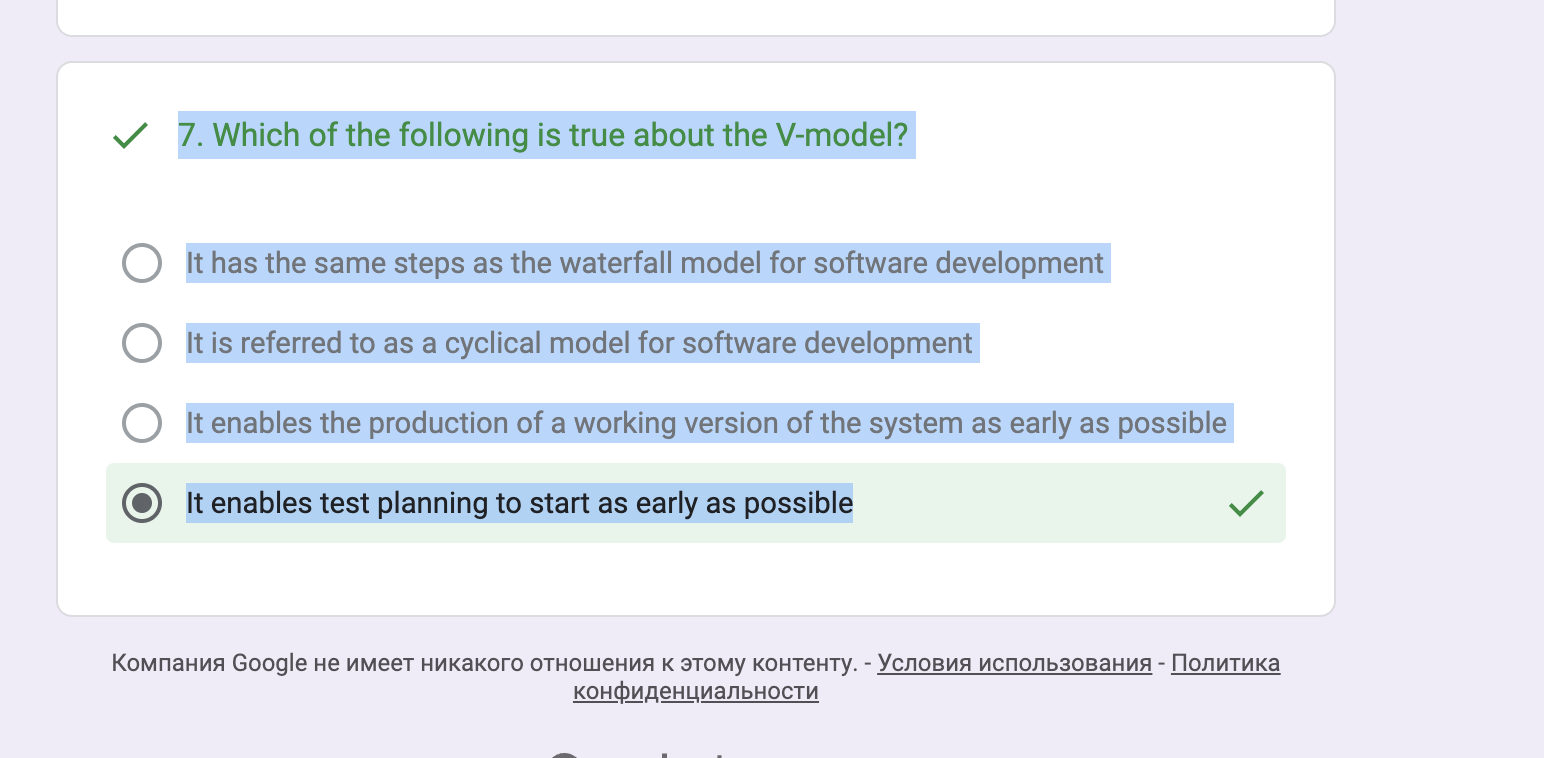 7. Which of the following is true about the V-model?
It has the same steps as the waterfall model for software development
It is referred to as a cyclical model for software development
It enables the production of a working version of the system as early as possible
It enables test planning to start as early as possible
Компания Google не имеет никакого отношения к этому контенту. - Условия использования - Политика
конфиденциальности